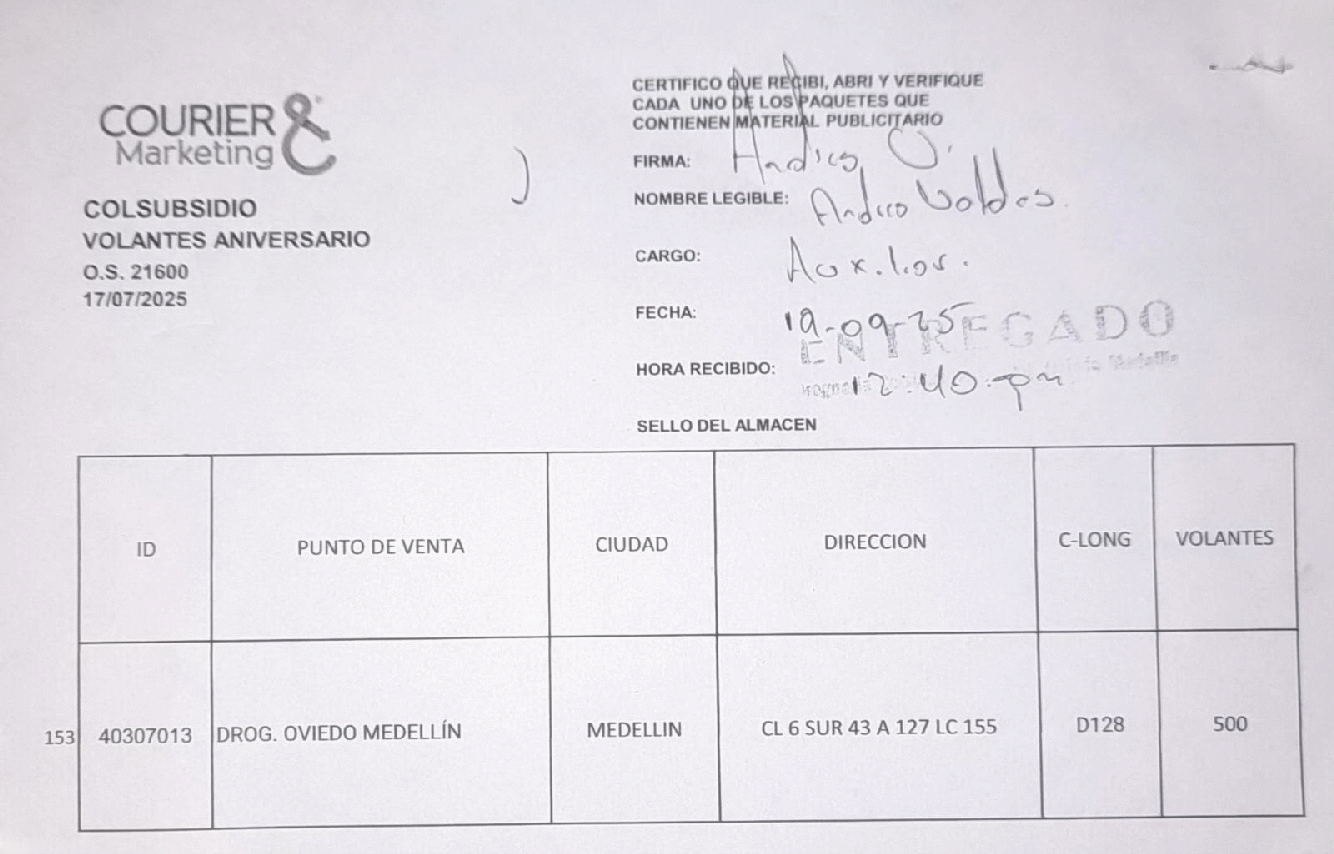 COURIER &
Marketing
COLSUBSIDIO
VOLANTES ANIVERSARIO
O.S. 21600
17/07/2025
CERTIFICO QUE RECIBI, ABRI Y VERIFIQUE
CADA UNO DE LOS PAQUETES QUE
CONTIENEN MATERIAL PUBLICITARIO
FIRMA:
NOMBRE LEGIBLE:
CARGO:
FECHA: 19-09-25
ENTREGADO
HORA RECIBIDO: 12:40 pm
Medellín
SELLO DEL ALMACEN
ID PUNTO DE VENTA CIUDAD DIRECCION C-LONG VOLANTES
153 40307013 DROG. OVIEDO MEDELLÍN MEDELLIN CL 6 SUR 43 A 127 LC 155 D128 500